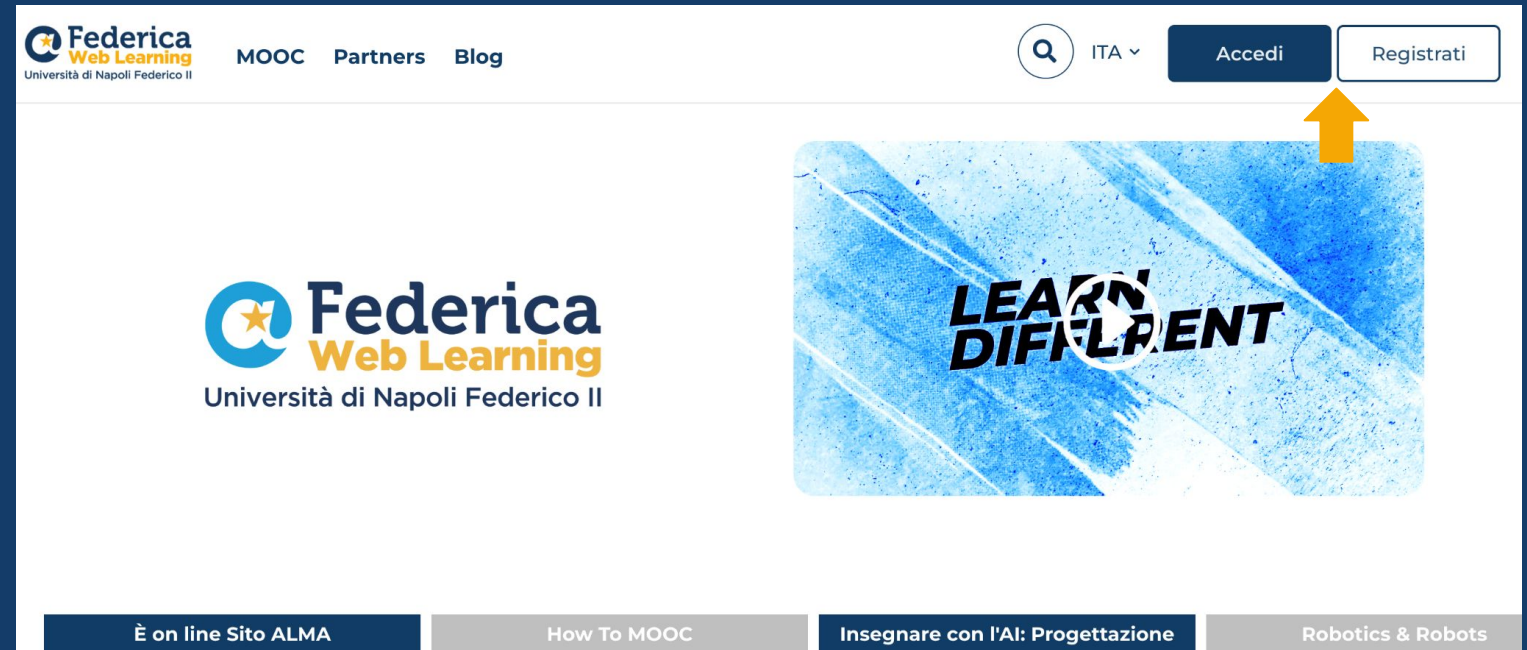 Federica
Web Learning
Università di Napoli Federico II
MOOC Partners Blog
ITA
Accedi
Registrati
Federica
Web Learning
Università di Napoli Federico II
LEARN
DIFFERENT
È on line Sito ALMA
How To MOOC
Insegnare con l'AI: Progettazione
Robotics & Robots